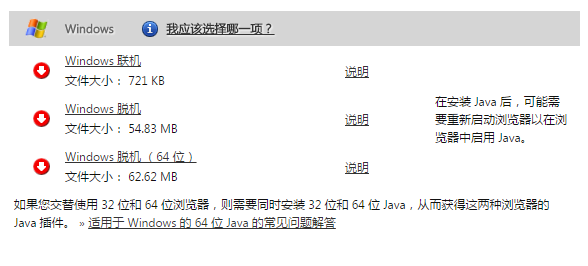 Windows 我应该选择哪一项？
Windows 联机
文件大小： 721 KB
说明
Windows 脱机
文件大小： 54.83 MB
说明
Windows 脱机 （ 64 位 ）
文件大小： 62.62 MB
说明
在安装 Java 后，可能需
要重新启动浏览器以在浏
览器中启用 Java。
如果您交替使用 32 位和 64 位浏览器，则需要同时安装 32 位和 64 位 Java，从而获得这两种浏览器的
Java 插件。 » 适用于 Windows 的 64 位 Java 的常见问题解答